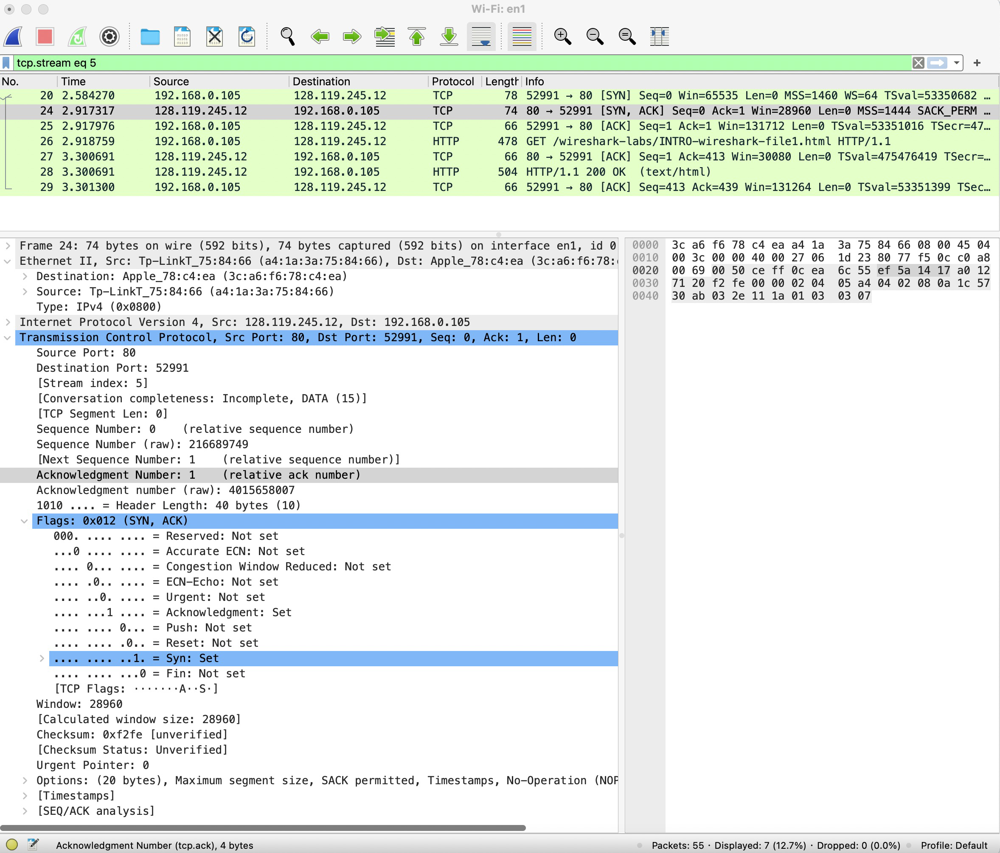 Wi-Fi: en1
tcp.stream eq 5
No. Time Source Destination Protocol Length Info
20 2.584270 192.168.0.105 128.119.245.12 TCP 78 52991 → 80 [SYN] Seq=0 Win=65535 Len=0 MSS=1460 WS=64 TSval=53350682 …
24 2.917317 128.119.245.12 192.168.0.105 TCP 74 80 → 52991 [SYN, ACK] Seq=0 Ack=1 Win=28960 Len=0 MSS=1444 SACK_PERM …
25 2.917976 192.168.0.105 128.119.245.12 TCP 66 52991 → 80 [ACK] Seq=1 Ack=1 Win=131712 Len=0 TSval=53351016 TSecr=47…
26 2.918759 192.168.0.105 128.119.245.12 HTTP 478 GET /wireshark-labs/INTRO-wireshark-file1.html HTTP/1.1
27 3.300691 128.119.245.12 192.168.0.105 TCP 66 80 → 52991 [ACK] Seq=1 Ack=413 Win=30080 Len=0 TSval=475476419 TSecr=…
28 3.300691 128.119.245.12 192.168.0.105 HTTP 504 HTTP/1.1 200 OK (text/html)
29 3.301300 192.168.0.105 128.119.245.12 TCP 66 52991 → 80 [ACK] Seq=413 Ack=439 Win=131264 Len=0 TSval=53351399 TSec…
Frame 24: 74 bytes on wire (592 bits), 74 bytes captured (592 bits) on interface en1, id 0
Ethernet II, Src: Tp-LinkT_75:84:66 (a4:1a:3a:75:84:66), Dst: Apple_78:c4:ea (3c:a6:f6:78:
Destination: Apple_78:c4:ea (3c:a6:f6:78:c4:ea)
Source: Tp-LinkT_75:84:66 (a4:1a:3a:75:84:66)
Type: IPv4 (0x0800)
Internet Protocol Version 4, Src: 128.119.245.12, Dst: 192.168.0.105
Transmission Control Protocol, Src Port: 80, Dst Port: 52991, Seq: 0, Ack: 1, Len: 0
Source Port: 80
Destination Port: 52991
[Stream index: 5]
[Conversation completeness: Incomplete, DATA (15)]
[TCP Segment Len: 0]
Sequence Number: 0 (relative sequence number)
Sequence Number (raw): 216689749
[Next Sequence Number: 1 (relative sequence number)]
Acknowledgment Number: 1 (relative ack number)
Acknowledgment number (raw): 4015658007
1010 .... = Header Length: 40 bytes (10)
Flags: 0x012 (SYN, ACK)
000. .... .... = Reserved: Not set
...0 .... .... = Accurate ECN: Not set
.... 0... .... = Congestion Window Reduced: Not set
.... .0.. .... = ECN-Echo: Not set
.... ..0. .... = Urgent: Not set
.... ...1 .... = Acknowledgment: Set
.... .... 0... = Push: Not set
.... .... .0.. = Reset: Not set
.... .... ..1. = Syn: Set
.... .... ...0 = Fin: Not set
[TCP Flags: ·······A··S·]
Window: 28960
[Calculated window size: 28960]
Checksum: 0xf2fe [unverified]
[Checksum Status: Unverified]
Urgent Pointer: 0
Options: (20 bytes), Maximum segment size, SACK permitted, Timestamps, No-Operation (NOP
[Timestamps]
[SEQ/ACK analysis]
0000 3c a6 f6 78 c4 ea a4 1a 3a 75 84 66 08 00 45 04
0010 00 3c 00 00 40 00 27 06 1d 23 80 77 f5 0c c0 a8
0020 00 69 00 50 ce ff 0c ea 6c 55 ef 5a 14 17 a0 12
0030 71 20 f2 fe 00 00 02 04 05 a4 04 02 08 0a 1c 57
0040 30 ab 03 2e 11 1a 01 03 03 07
Acknowledgment Number (tcp.ack), 4 bytes
Packets: 55 · Displayed: 7 (12.7%) · Dropped: 0 (0.0%)
Profile: Default